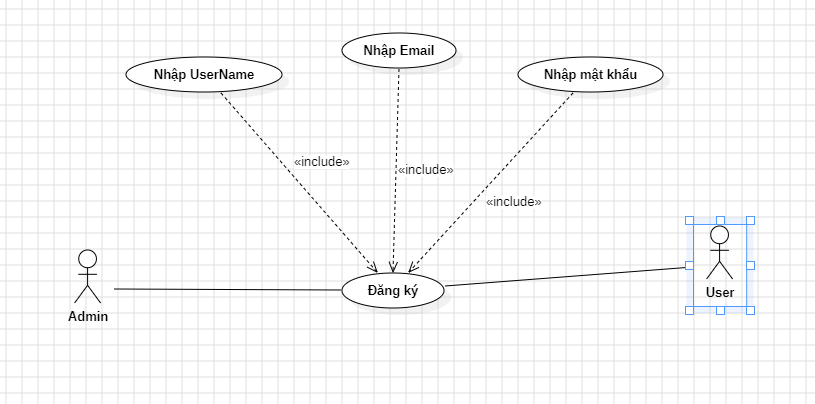 Nhập Email
Nhập UserName
Nhập mật khẩu
«include»
«include»
«include»
Đăng ký
User
Admin